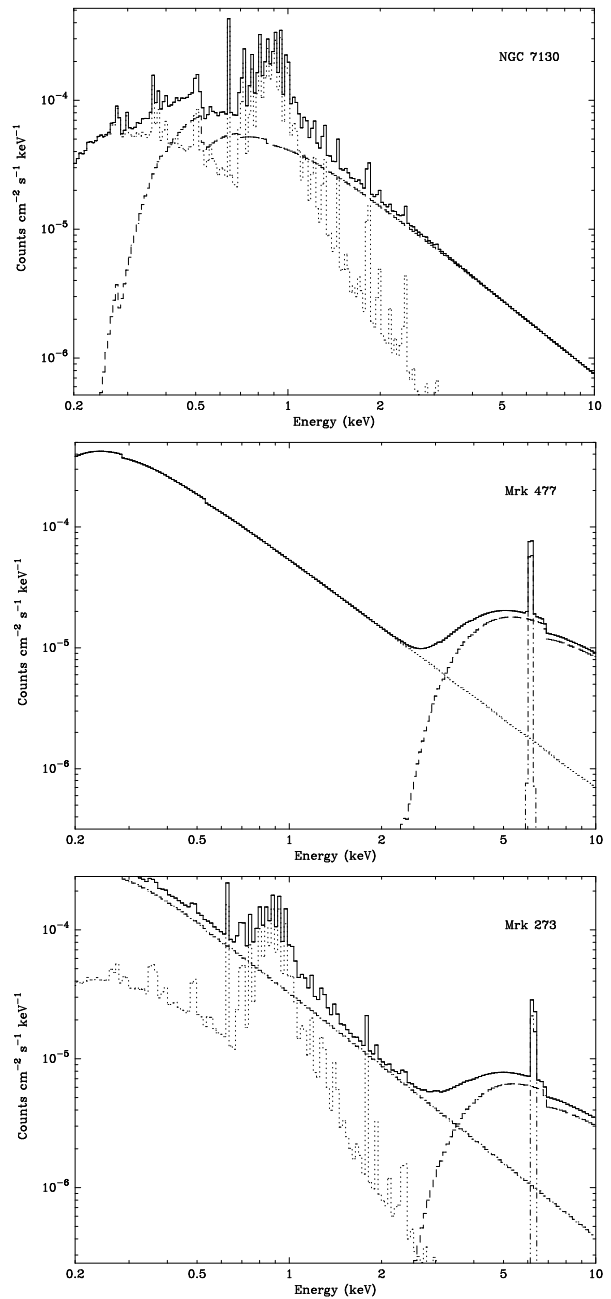 NGC 7130
10⁻⁴
10⁻⁵
10⁻⁶
Counts cm⁻² s⁻¹ keV⁻¹
0.2 0.5 1 2 5 10
Energy (keV)
Mrk 477
10⁻⁴
10⁻⁵
10⁻⁶
Counts cm⁻² s⁻¹ keV⁻¹
0.2 0.5 1 2 5 10
Energy (keV)
Mrk 273
10⁻⁴
10⁻⁵
10⁻⁶
Counts cm⁻² s⁻¹ keV⁻¹
0.2 0.5 1 2 5 10
Energy (keV)